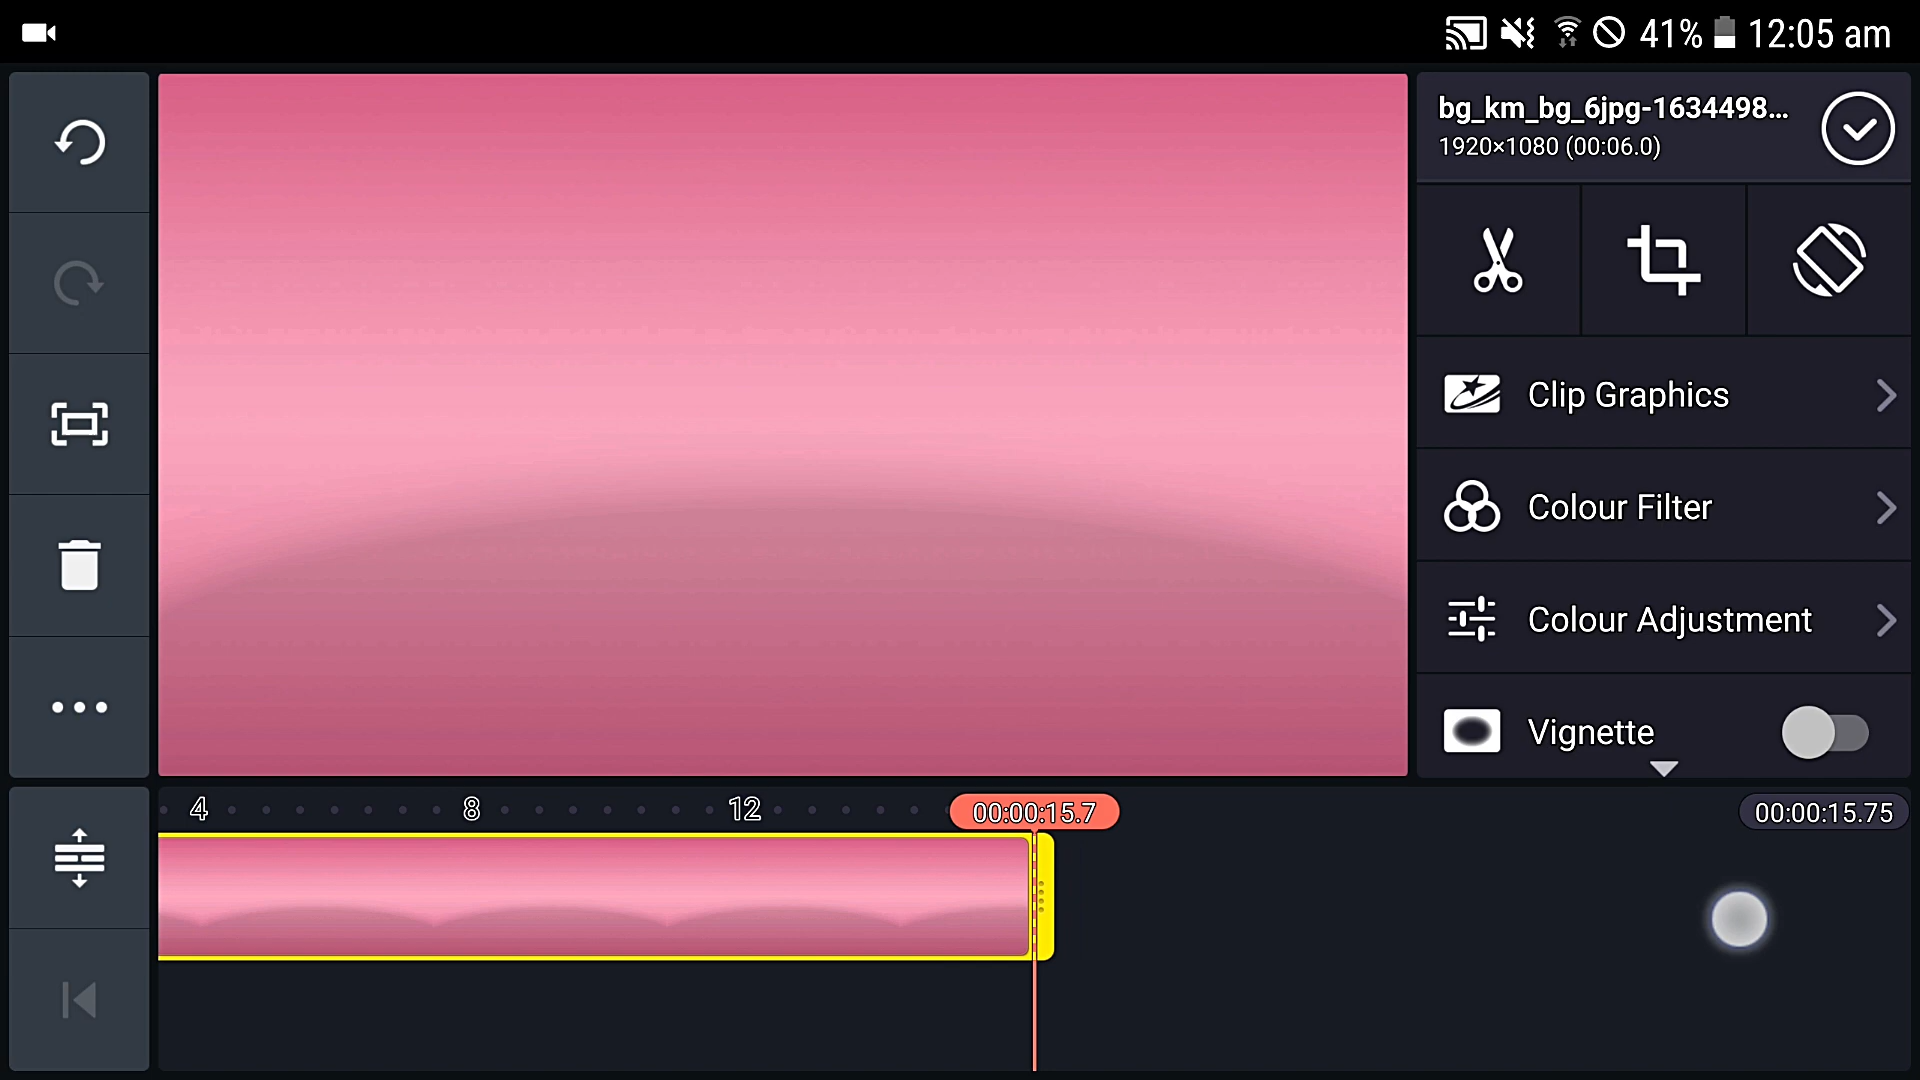 41% 12:05 am
bg_km_bg_6jpg-1634498...
1920×1080 (00:06.0)
Clip Graphics
Colour Filter
Colour Adjustment
Vignette
4 8 12 00:00:15.7 00:00:15.75